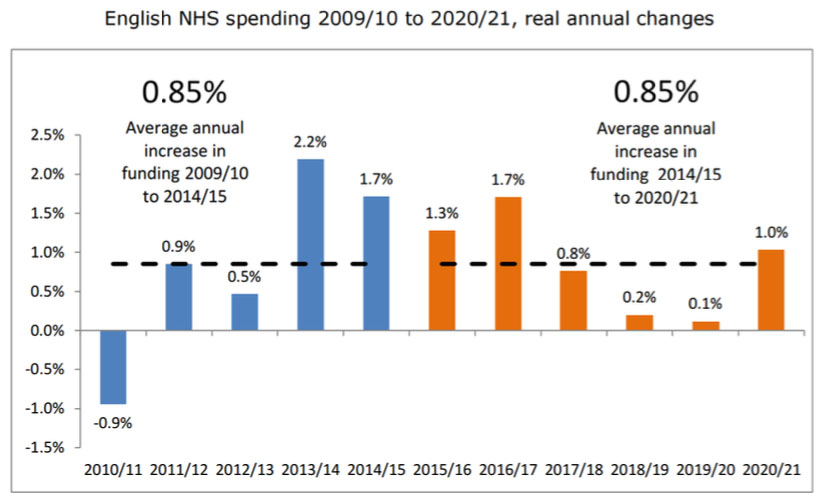 English NHS spending 2009/10 to 2020/21, real annual changes
0.85%
Average annual
increase in
funding 2009/10
to 2014/15
0.85%
Average annual
increase in
funding 2014/15
to 2020/21
2.5%
2.0%
1.5%
1.0%
0.5%
0.0%
-0.5%
-1.0%
-1.5%
-0.9%
0.9%
0.5%
2.2%
1.7%
1.3%
1.7%
0.8%
0.2%
0.1%
1.0%
2010/11 2011/12 2012/13 2013/14 2014/15 2015/16 2016/17 2017/18 2018/19 2019/20 2020/21